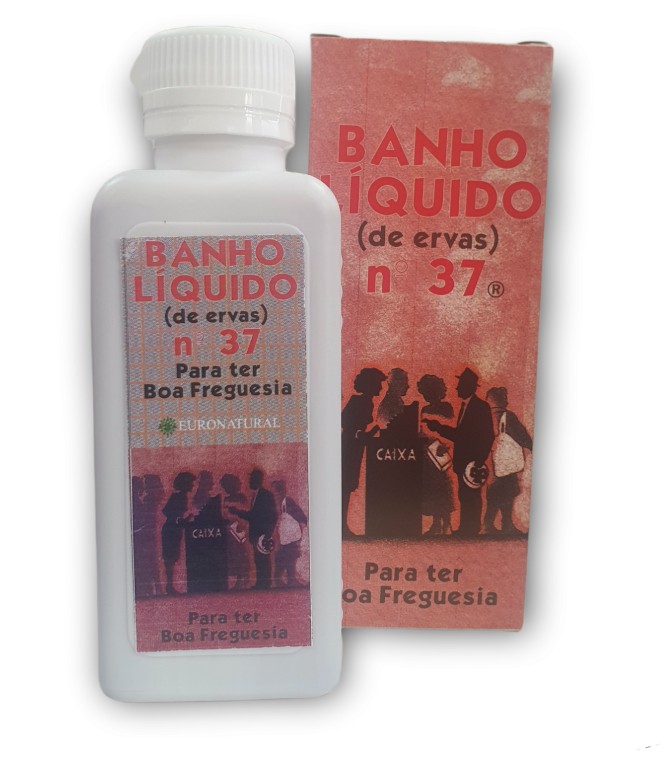 BANHO
LÍQUIDO
(de ervas)
nº 37
Para ter
Boa Freguesia
EURONATURAL
CAIXA
Para ter
Boa Freguesia
BANHO
LÍQUIDO
(de ervas)
nº 37®
CAIXA
Para ter
oa Freguesia